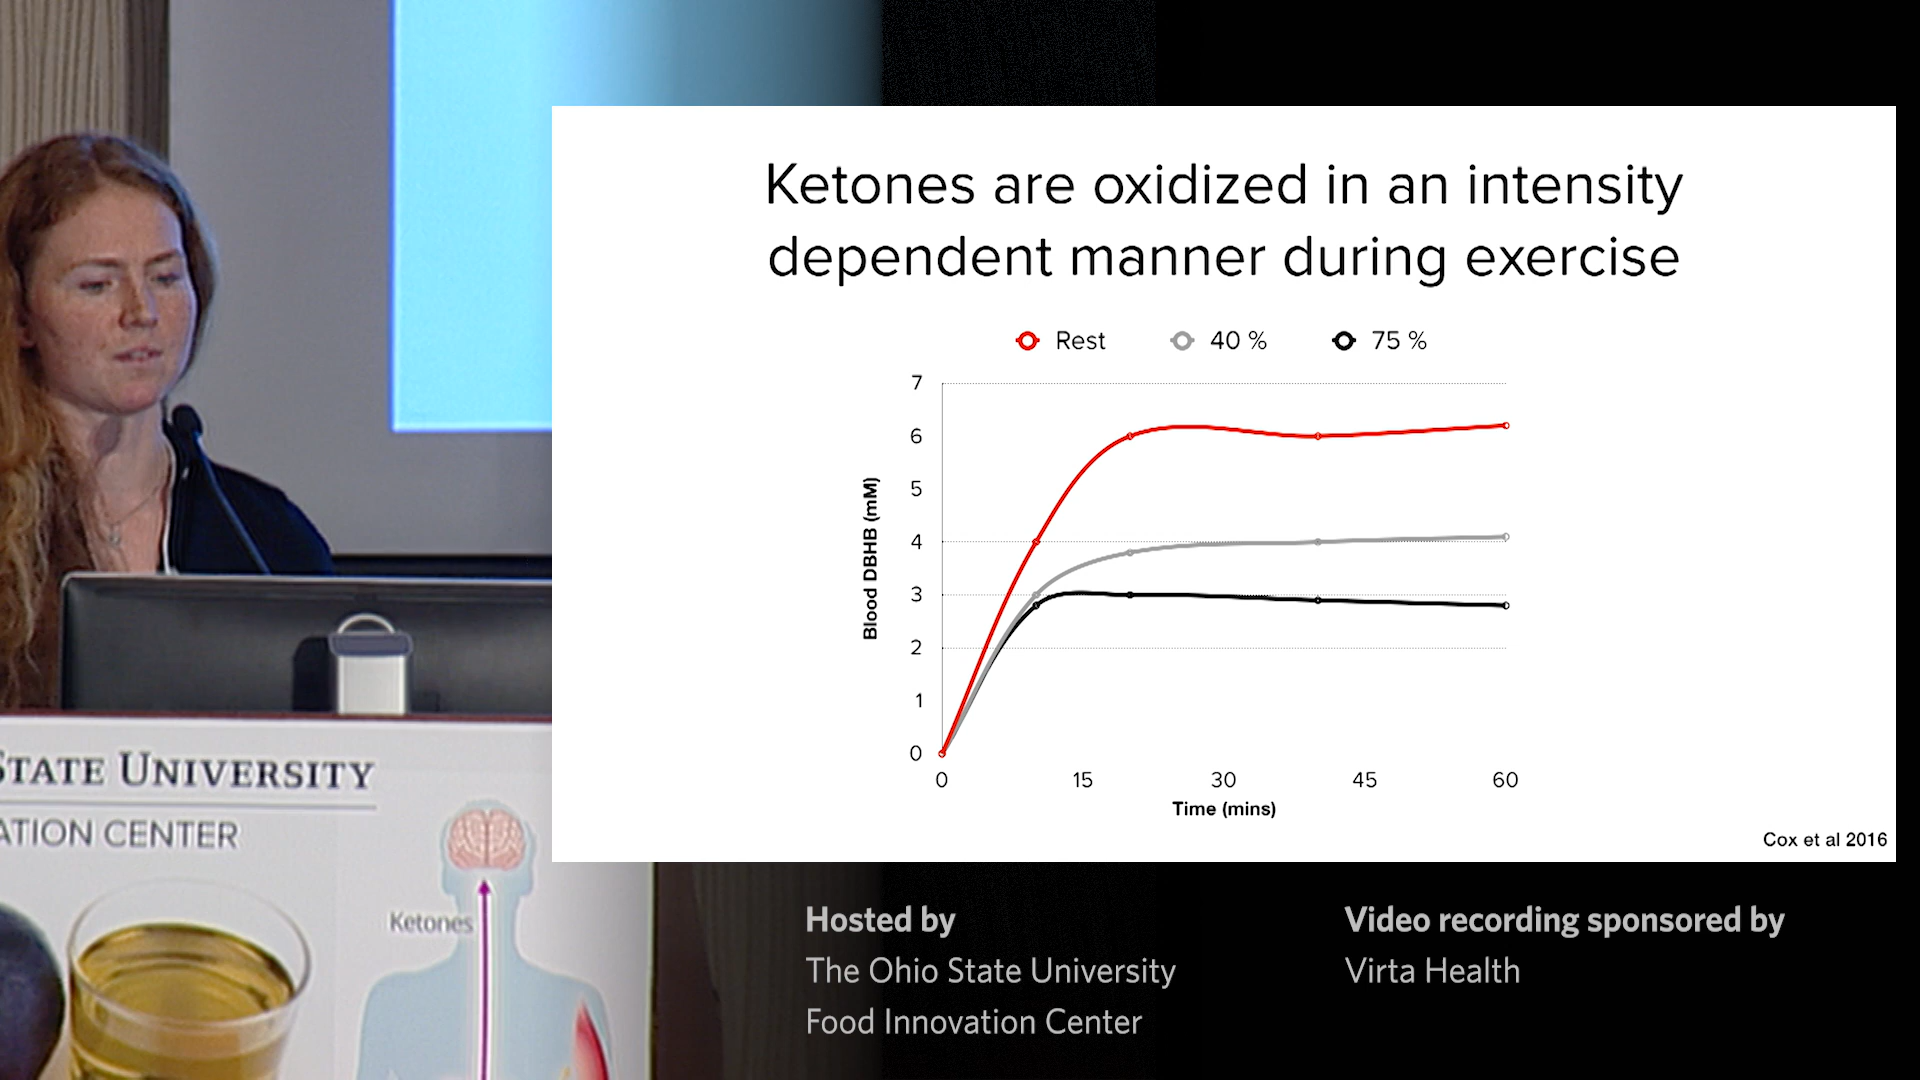 Ketones are oxidized in an intensity
dependent manner during exercise
Rest 40 % 75 %
7
6
5
4
3
2
1
0
Blood DBHB (mM)
0 15 30 45 60
Time (mins)
Cox et al 2016
STATE UNIVERSITY
ATION CENTER
Ketones
Hosted by
The Ohio State University
Food Innovation Center
Video recording sponsored by
Virta Health